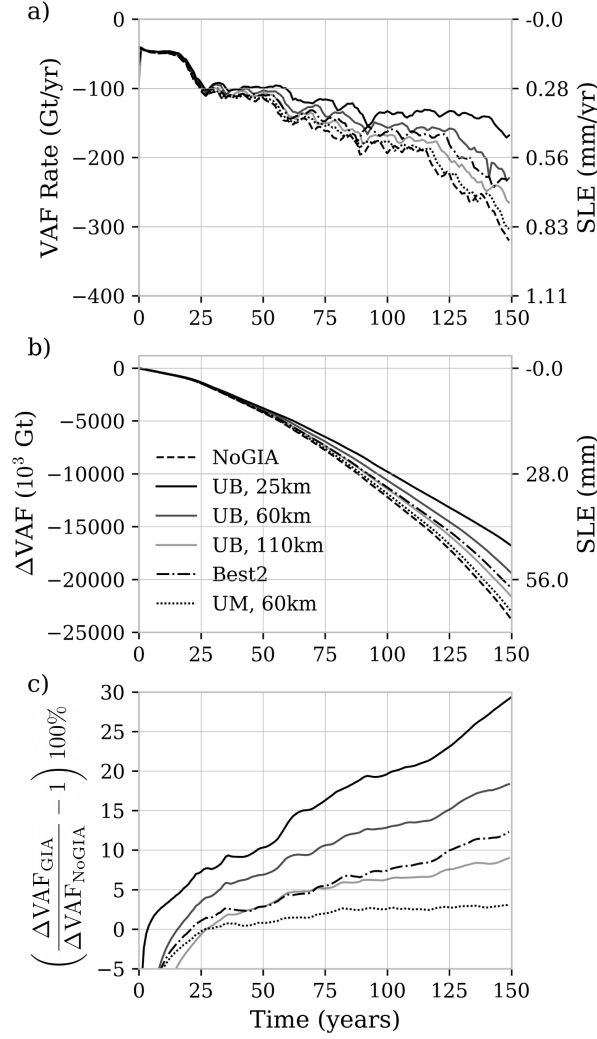 a)
0
−100
−200
−300
−400
VAF Rate (Gt/yr)
-0.0
0.28
0.56
0.83
1.11
SLE (mm/yr)
0 25 50 75 100 125 150
b)
0
−5000
−10000
−15000
−20000
−25000
ΔVAF (10³ Gt)
NoGIA
UB, 25km
UB, 60km
UB, 110km
Best2
UM, 60km
-0.0
28.0
56.0
SLE (mm)
0 25 50 75 100 125 150
c)
30
25
20
15
10
5
0
−5
(ΔVAF_GIA / ΔVAF_NoGIA − 1) 100%
0 25 50 75 100 125 150
Time (years)